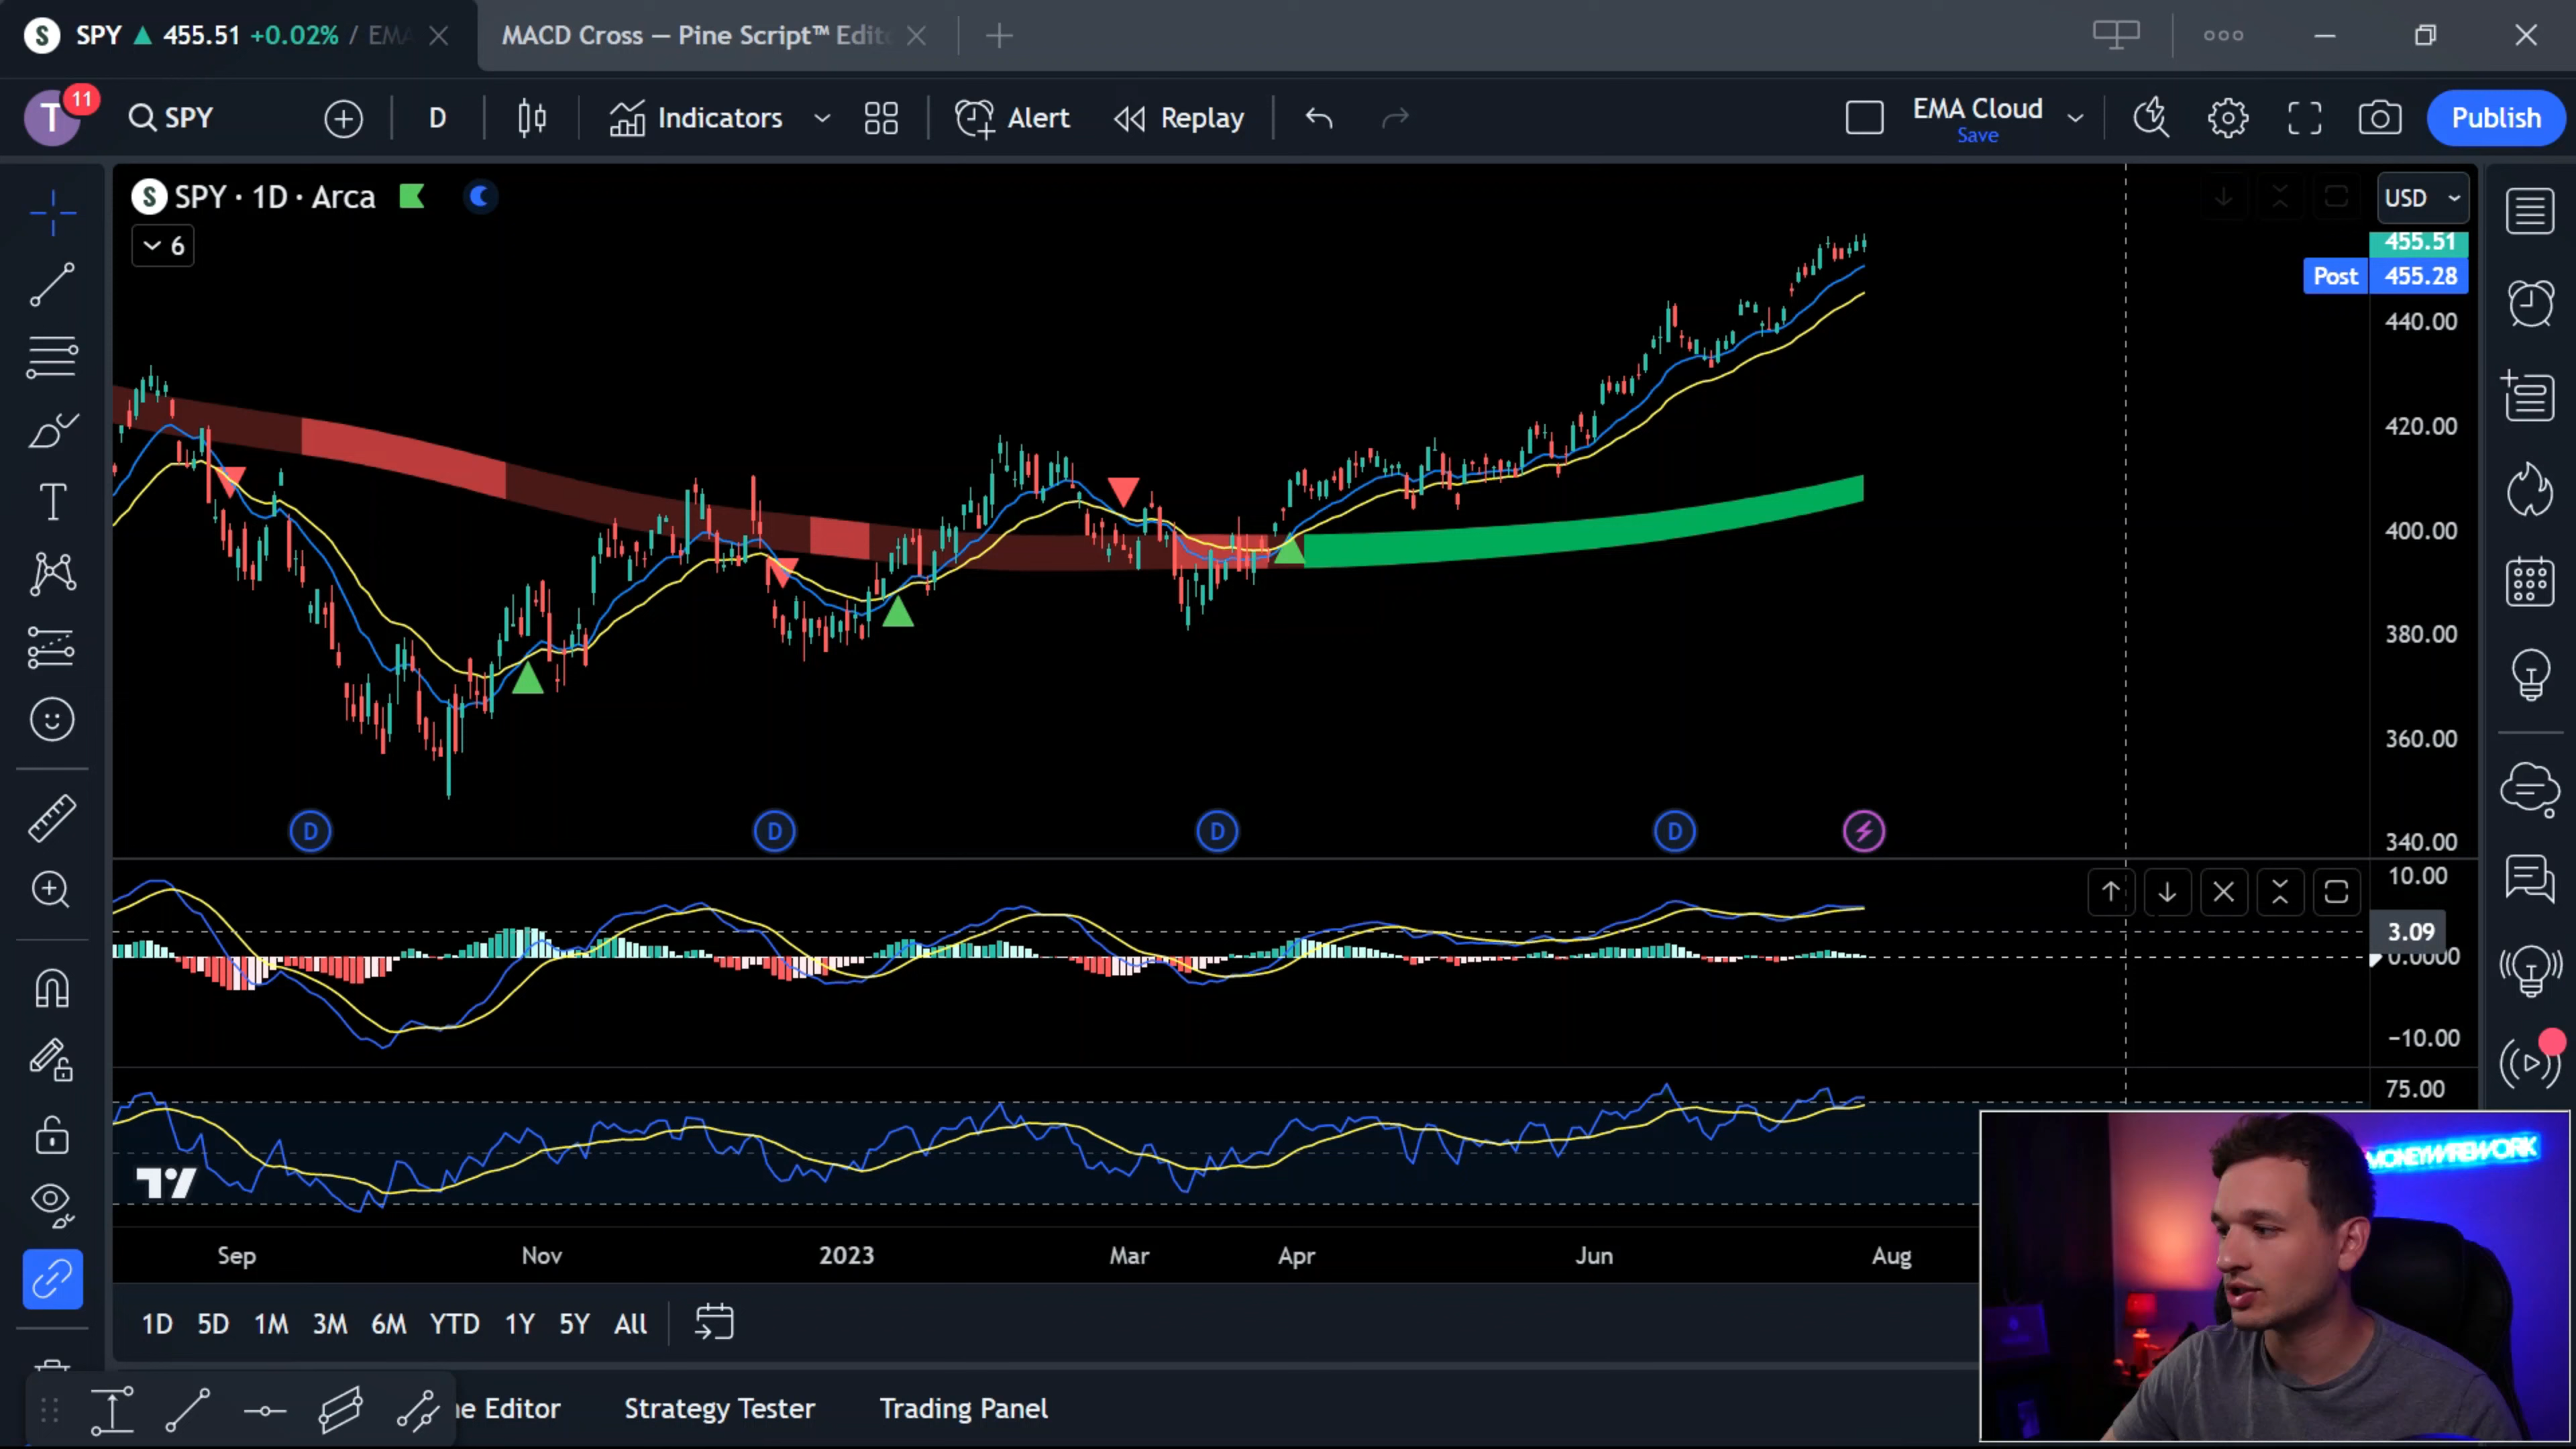 S SPY 455.51 +0.02% / EMA
MACD Cross — Pine Script™ Edit
T 11
SPY
D
Indicators
Alert
Replay
EMA Cloud
Save
Publish
S SPY · 1D · Arca
6
USD
455.51
Post 455.28
440.00
420.00
400.00
380.00
360.00
340.00
D
D
D
D
10.00
3.09
0.0000
−10.00
75.00
Sep
Nov
2023
Mar
Apr
Jun
Aug
1D 5D 1M 3M 6M YTD 1Y 5Y All
ne Editor
Strategy Tester
Trading Panel